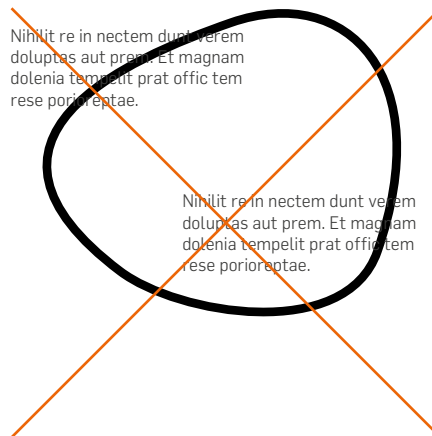 Nihilit re in nectem dunt verem
doluptas aut prem. Et magnam
dolenia tempelit prat offic tem
rese porioreptae.
Nihilit re in nectem dunt verem
doluptas aut prem. Et magnam
dolenia tempelit prat offic tem
rese porioreptae.